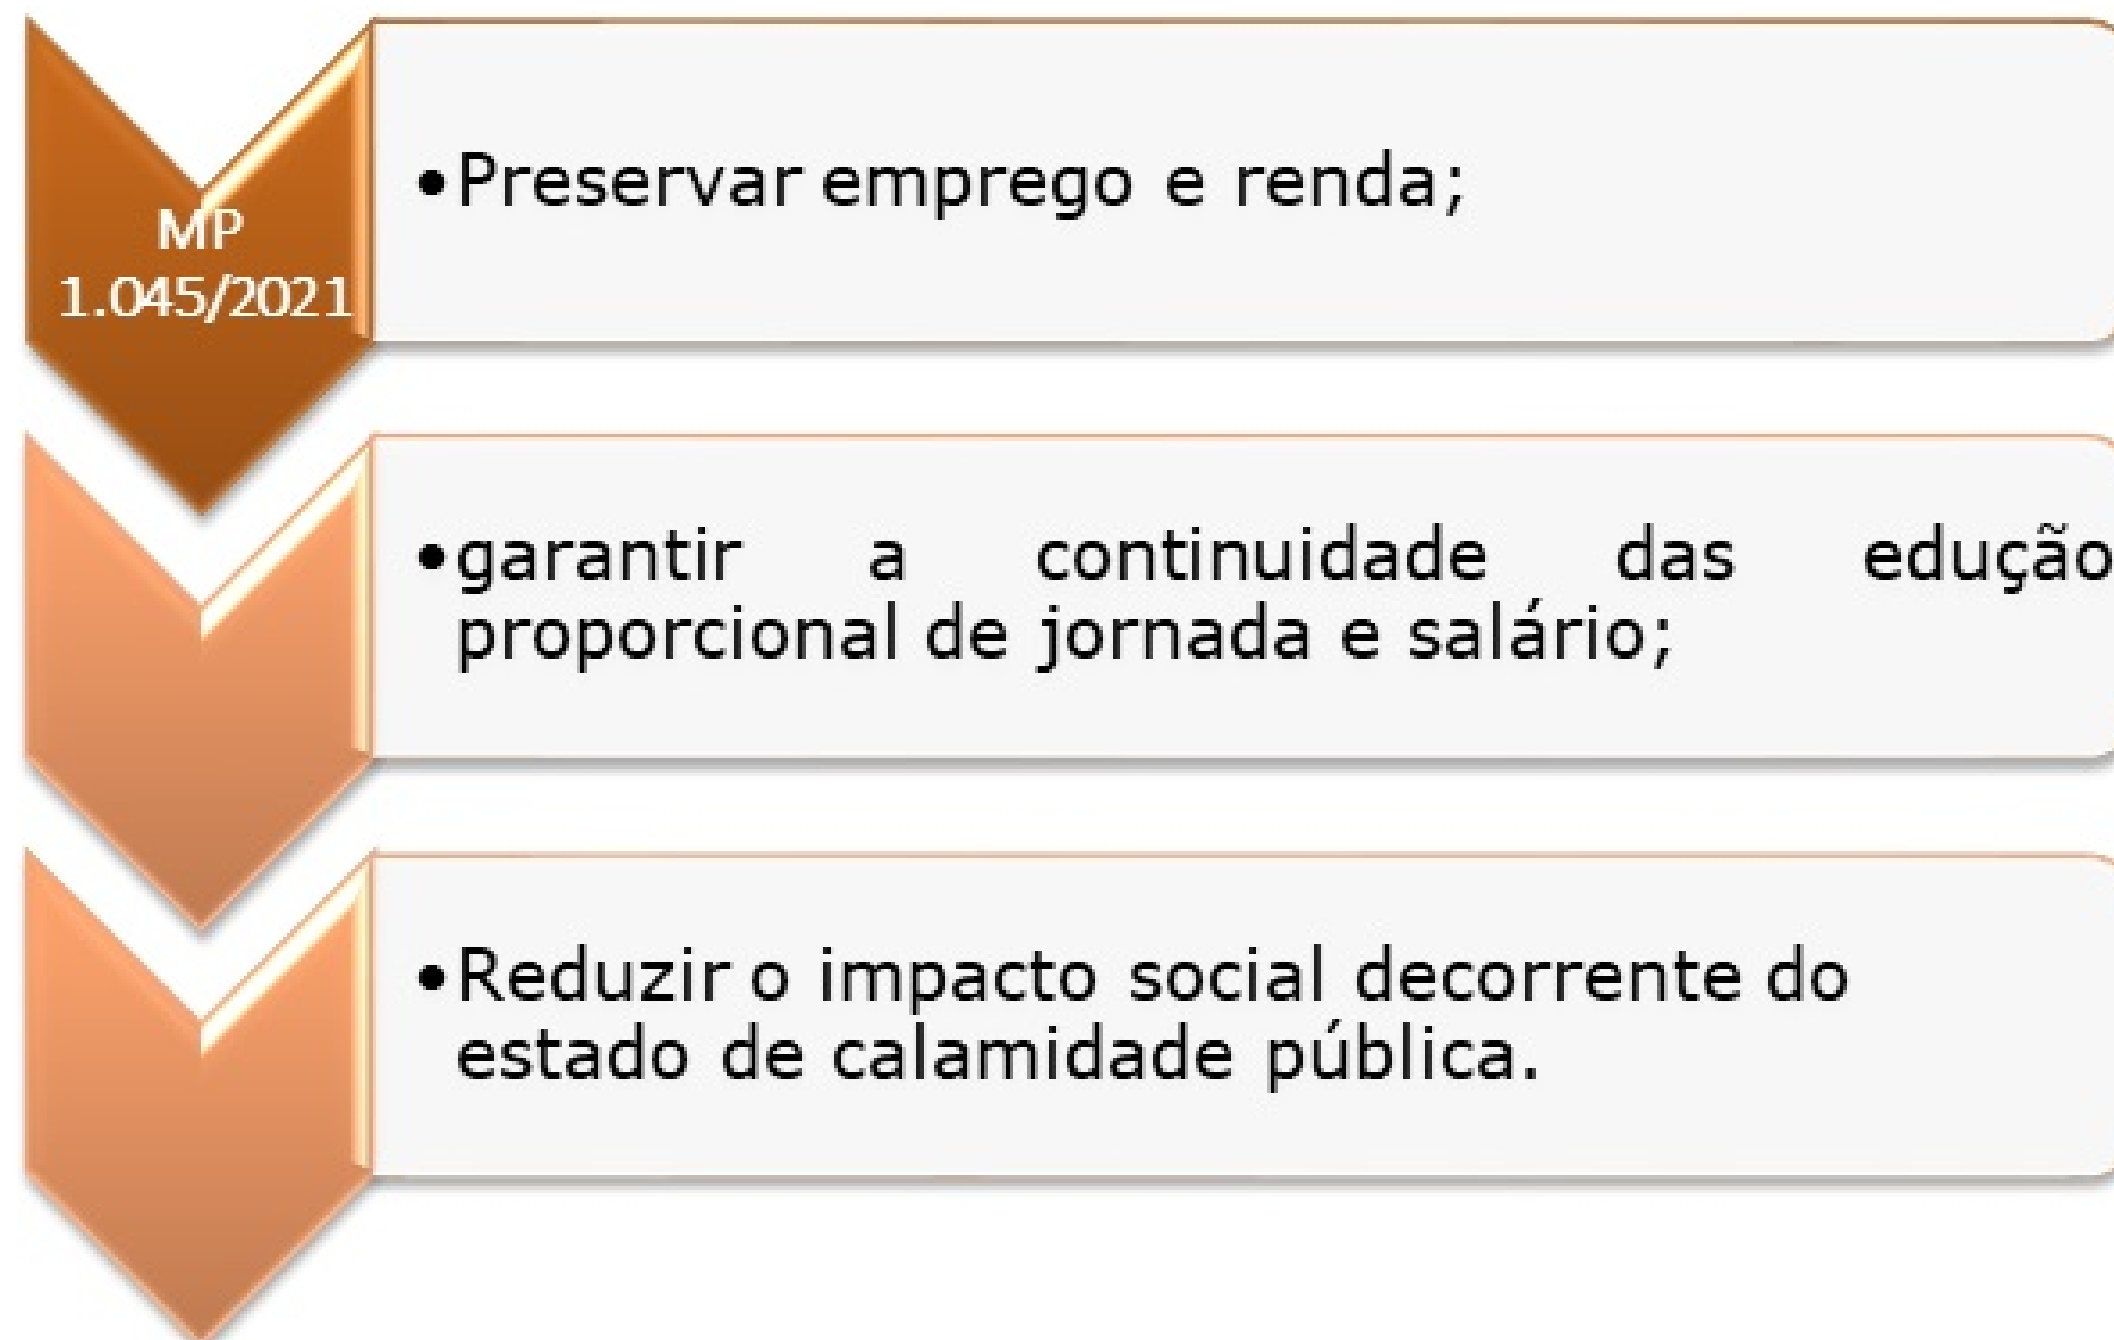 MP
1.045/2021
•Preservar emprego e renda;
•garantir a continuidade das edução
proporcional de jornada e salário;
•Reduzir o impacto social decorrente do
estado de calamidade pública.